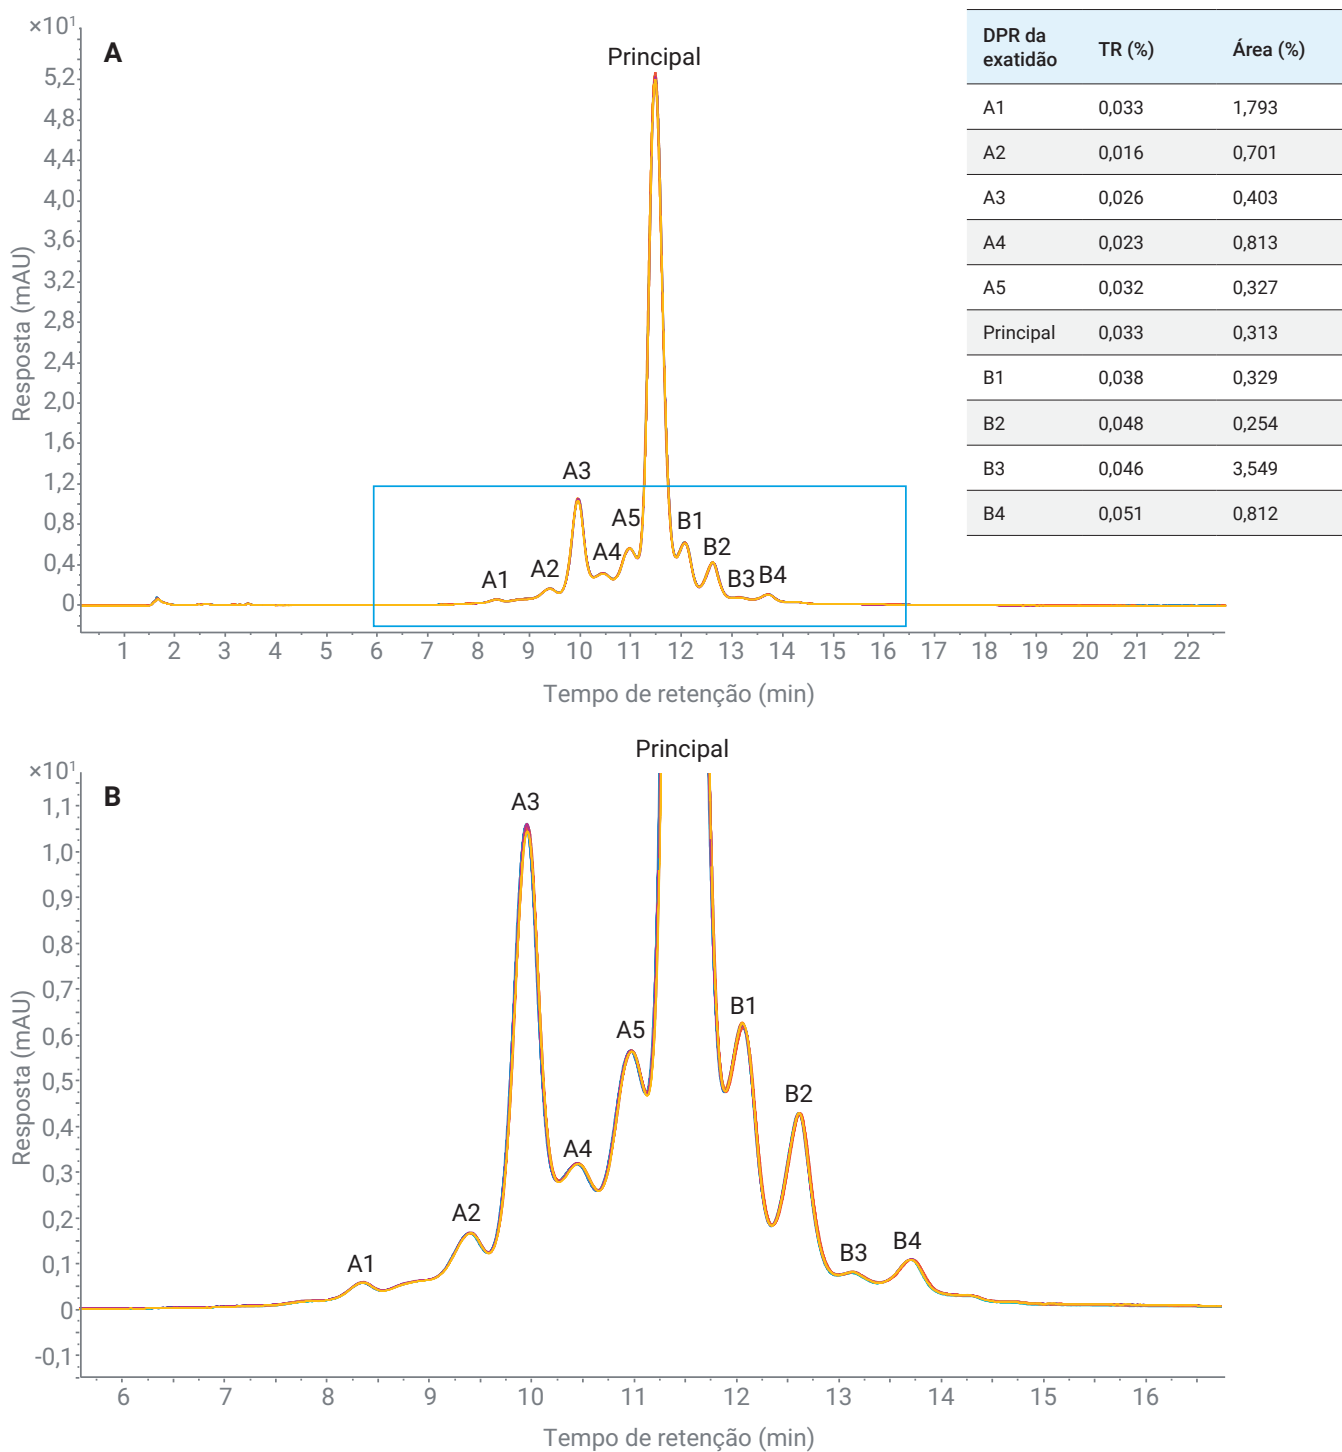 ×10¹
A
Principal
5,2
4,8
4,4
4,0
3,6
3,2
2,8
2,4
2,0
1,6
1,2
0,8
0,4
0
Resposta (mAU)
A1
A2
A3
A4
A5
B1
B2
B3
B4
1 2 3 4 5 6 7 8 9 10 11 12 13 14 15 16 17 18 19 20 21 22
Tempo de retenção (min)
DPR da exatidão TR (%) Área (%)
A1 0,033 1,793
A2 0,016 0,701
A3 0,026 0,403
A4 0,023 0,813
A5 0,032 0,327
Principal 0,033 0,313
B1 0,038 0,329
B2 0,048 0,254
B3 0,046 3,549
B4 0,051 0,812
×10¹
B
Principal
1,1
1,0
0,9
0,8
0,7
0,6
0,5
0,4
0,3
0,2
0,1
0
-0,1
Resposta (mAU)
A1
A2
A3
A4
A5
B1
B2
B3
B4
6 7 8 9 10 11 12 13 14 15 16
Tempo de retenção (min)